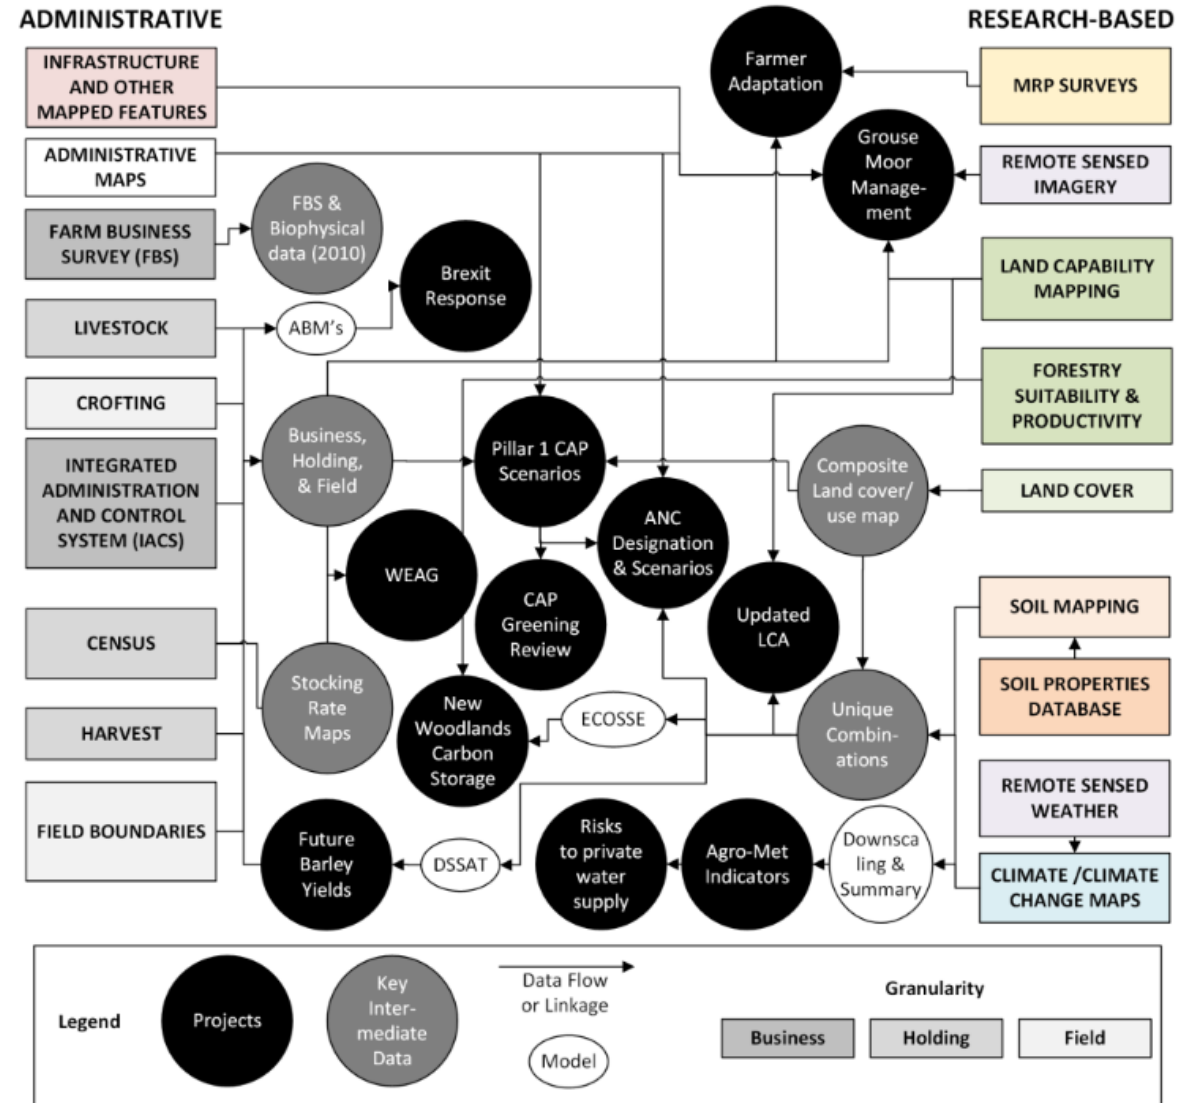 ADMINISTRATIVE
RESEARCH-BASED
INFRASTRUCTURE
AND OTHER
MAPPED FEATURES
ADMINISTRATIVE
MAPS
FARM BUSINESS
SURVEY (FBS)
LIVESTOCK
CROFTING
INTEGRATED
ADMINISTRATION
AND CONTROL
SYSTEM (IACS)
CENSUS
HARVEST
FIELD BOUNDARIES
FBS &
Biophysical
data (2010)
Brexit
Response
ABM's
Business,
Holding,
& Field
WEAG
Stocking
Rate
Maps
Future
Barley
Yields
DSSAT
Farmer
Adaptation
Grouse
Moor
Manage-
ment
Pillar 1 CAP
Scenarios
ANC
Designation
& Scenarios
CAP
Greening
Review
New
Woodlands
Carbon
Storage
ECOSSE
Updated
LCA
Composite
Land cover/
use map
Unique
Combin-
ations
Risks
to private
water
supply
Agro-Met
Indicators
Downsca
ling &
Summary
MRP SURVEYS
REMOTE SENSED
IMAGERY
LAND CAPABILITY
MAPPING
FORESTRY
SUITABILITY &
PRODUCTIVITY
LAND COVER
SOIL MAPPING
SOIL PROPERTIES
DATABASE
REMOTE SENSED
WEATHER
CLIMATE /CLIMATE
CHANGE MAPS
Legend
Projects
Key
Inter-
mediate
Data
Data Flow
or Linkage
Model
Granularity
Business
Holding
Field